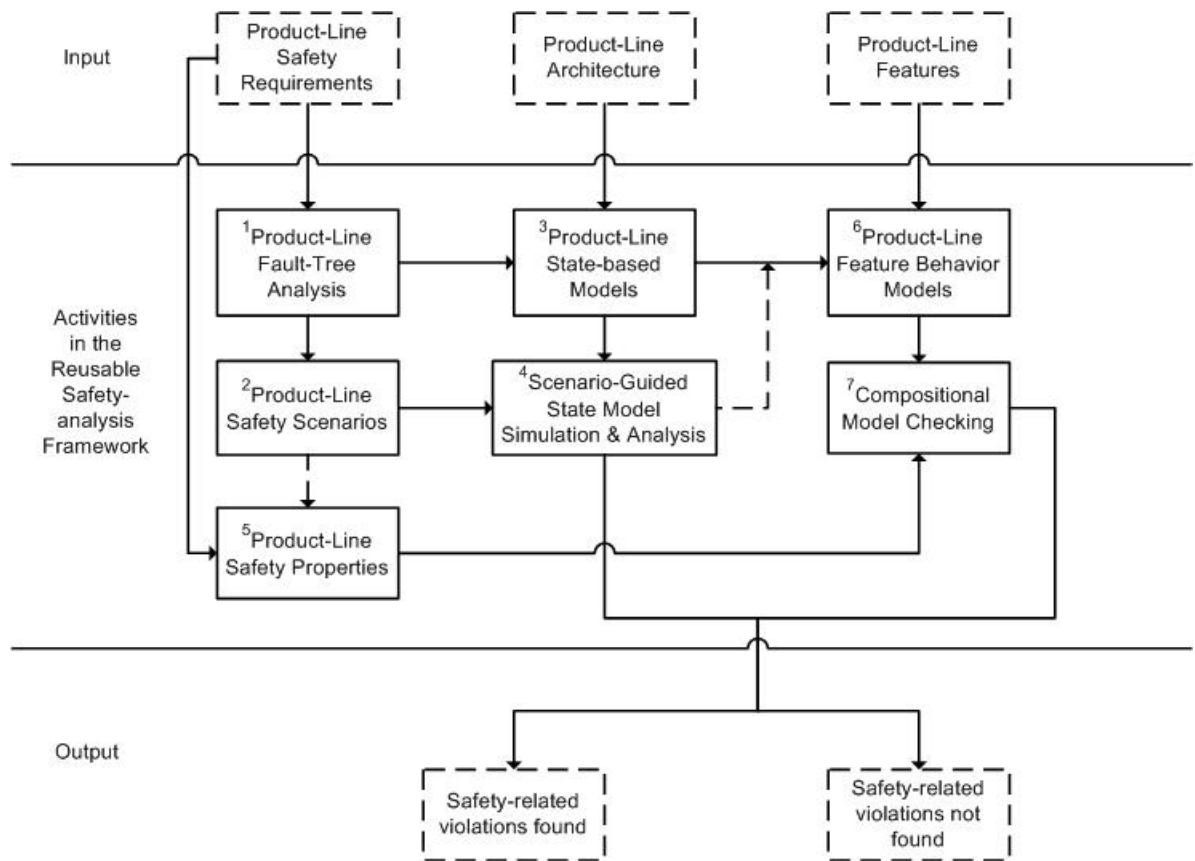 Input
Product-Line
Safety
Requirements
Product-Line
Architecture
Product-Line
Features
Activities
in the
Reusable
Safety-
analysis
Framework
1Product-Line
Fault-Tree
Analysis
3Product-Line
State-based
Models
6Product-Line
Feature Behavior
Models
2Product-Line
Safety Scenarios
4Scenario-Guided
State Model
Simulation & Analysis
7Compositional
Model Checking
5Product-Line
Safety Properties
Output
Safety-related
violations found
Safety-related
violations not
found